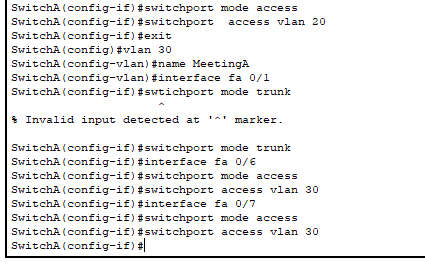 SwitchA(config-if)#switchport mode access
SwitchA(config-if)#switchport  access vlan 20
SwitchA(config-if)#exit
SwitchA(config)#vlan 30
SwitchA(config-vlan)#name MeetingA
SwitchA(config-vlan)#interface fa 0/1
SwitchA(config-if)#swtichport mode trunk
^
% Invalid input detected at '^' marker.
SwitchA(config-if)#switchport mode trunk
SwitchA(config-if)#interface fa 0/6
SwitchA(config-if)#switchport mode access
SwitchA(config-if)#switchport access vlan 30
SwitchA(config-if)#interface fa 0/7
SwitchA(config-if)#switchport mode access
SwitchA(config-if)#switchport access vlan 30
SwitchA(config-if)#